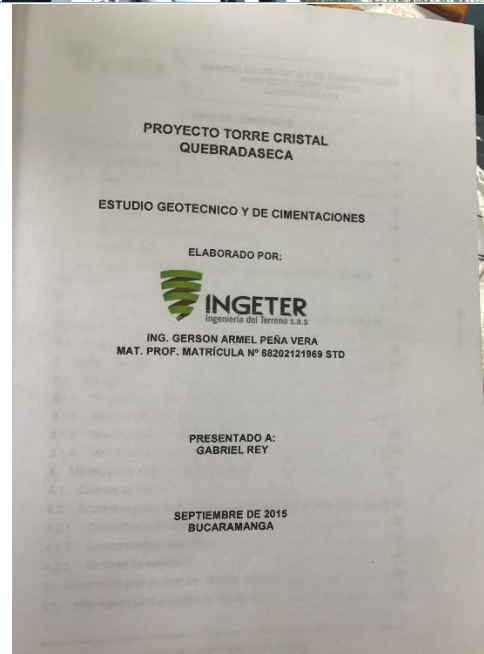 PROYECTO TORRE CRISTAL
QUEBRADASECA
ESTUDIO GEOTECNICO Y DE CIMENTACIONES
ELABORADO POR:
INGETER
Ingeniería del Terreno s.a.s
ING. GERSON ARMEL PEÑA VERA
MAT. PROF. MATRÍCULA Nº 68202121969 STD
PRESENTADO A:
GABRIEL REY
SEPTIEMBRE DE 2015
BUCARAMANGA